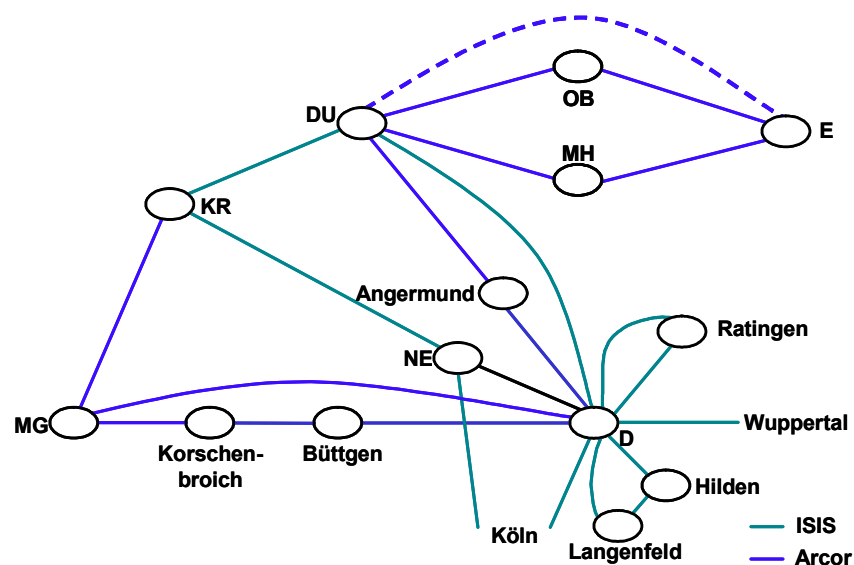 DU
OB
E
MH
KR
Angermund
Ratingen
NE
MG
D
Wuppertal
Korschen-
broich
Büttgen
Hilden
ISIS
Köln
Langenfeld
Arcor